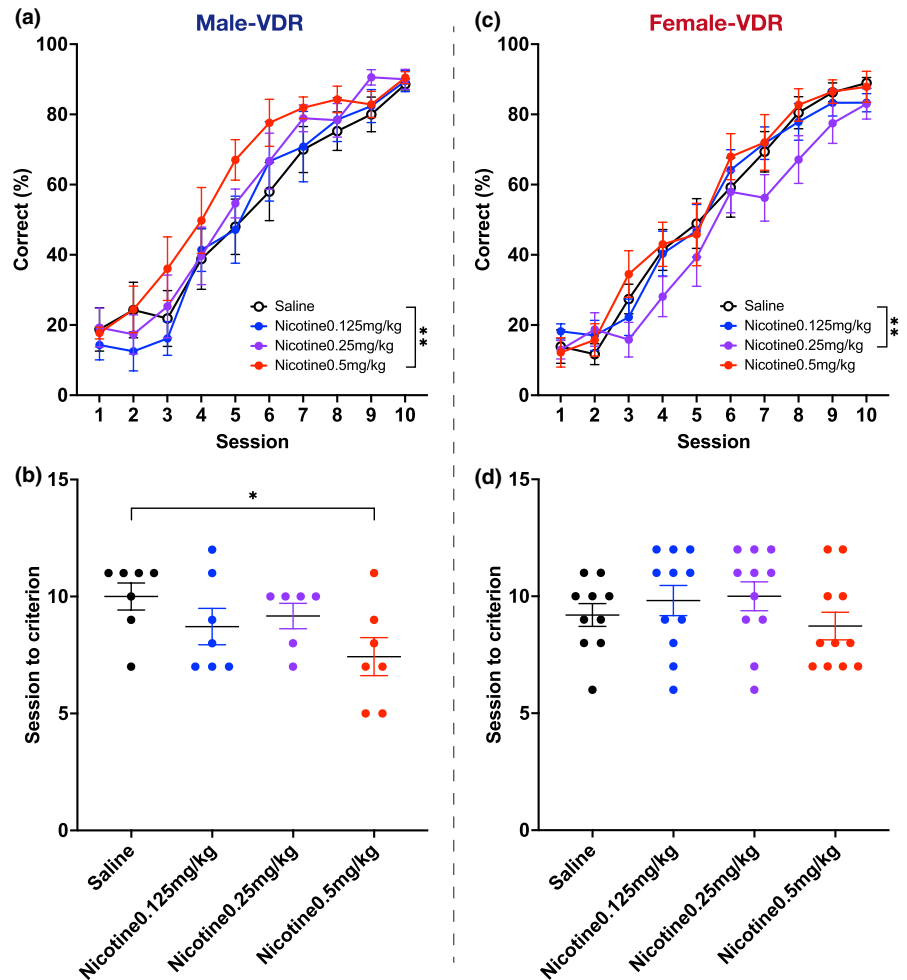 (a)
Male-VDR
100
80
60
40
20
0
Correct (%)
Saline
Nicotine0.125mg/kg
Nicotine0.25mg/kg
Nicotine0.5mg/kg
**
1 2 3 4 5 6 7 8 9 10
Session
(c)
Female-VDR
100
80
60
40
20
0
Correct (%)
Saline
Nicotine0.125mg/kg
Nicotine0.25mg/kg
Nicotine0.5mg/kg
**
1 2 3 4 5 6 7 8 9 10
Session
(b)
15
10
5
0
Session to criterion
*
Saline
Nicotine0.125mg/kg
Nicotine0.25mg/kg
Nicotine0.5mg/kg
(d)
15
10
5
0
Session to criterion
Saline
Nicotine0.125mg/kg
Nicotine0.25mg/kg
Nicotine0.5mg/kg